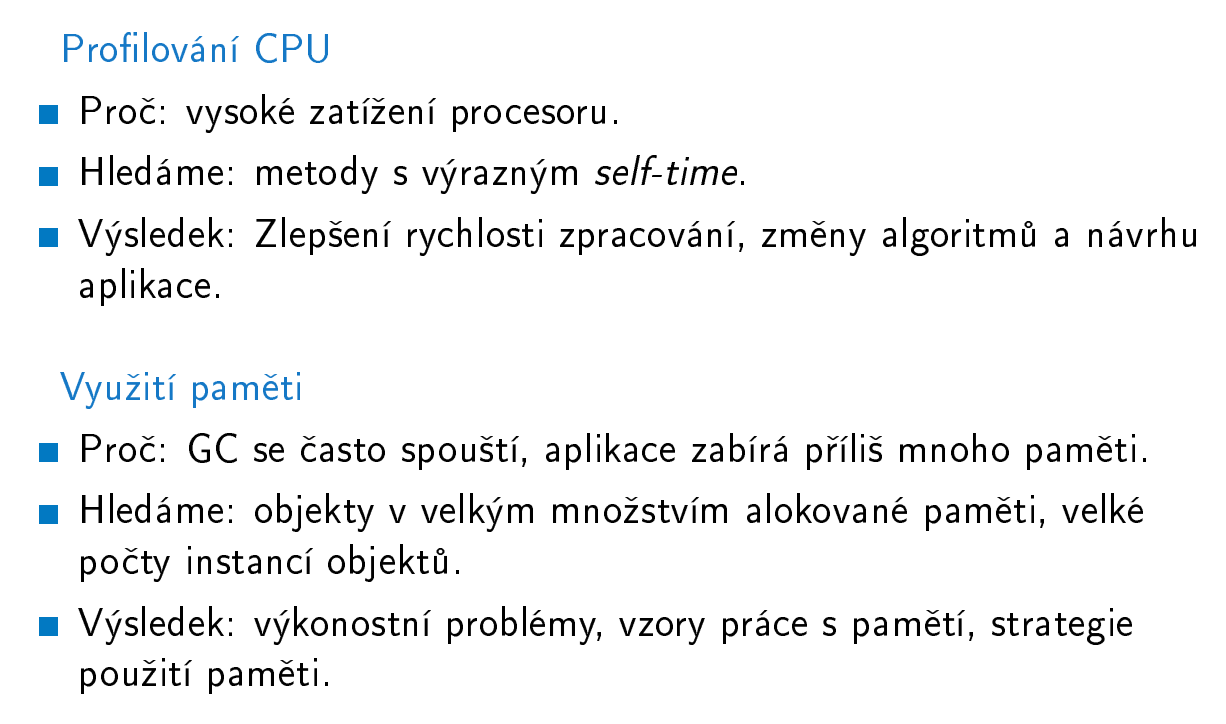 Profilování CPU
Proč: vysoké zatížení procesoru.
Hledáme: metody s výrazným self-time.
Výsledek: Zlepšení rychlosti zpracování, změny algoritmů a návrhu
aplikace.
Využití paměti
Proč: GC se často spouští, aplikace zabírá příliš mnoho paměti.
Hledáme: objekty v velkým množstvím alokované paměti, velké
počty instancí objektů.
Výsledek: výkonostní problémy, vzory práce s pamětí, strategie
použití paměti.